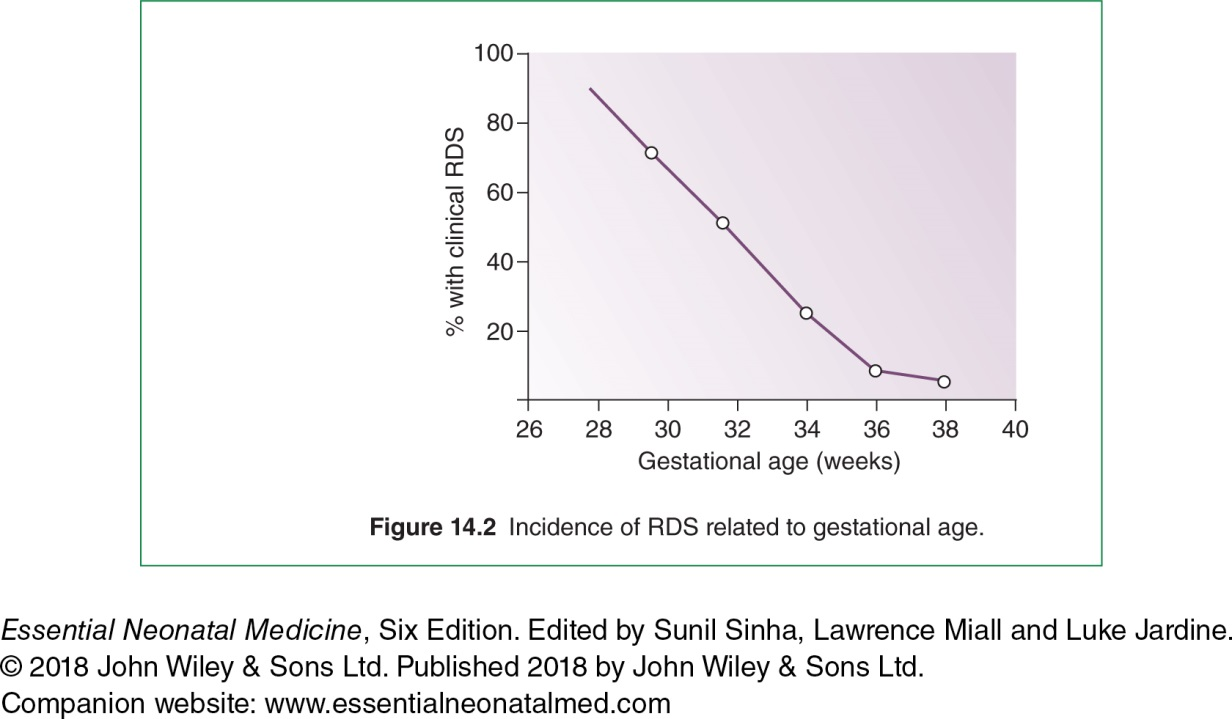 100
80
60
40
20
% with clinical RDS
26 28 30 32 34 36 38 40
Gestational age (weeks)
Figure 14.2 Incidence of RDS related to gestational age.
Essential Neonatal Medicine, Six Edition. Edited by Sunil Sinha, Lawrence Miall and Luke Jardine.
© 2018 John Wiley & Sons Ltd. Published 2018 by John Wiley & Sons Ltd.
Companion website: www.essentialneonatalmed.com